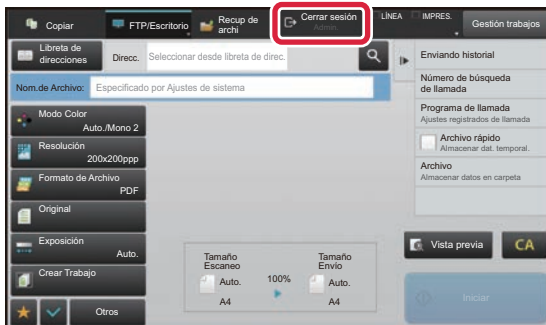 Copiar
FTP/Escritorio
Recup de
archi
Cerrar sesión
Admin.
LÍNEA
IMPRES.
Gestión trabajos
Libreta de
direcciones
Direcc.
Seleccionar desde libreta de direc.
Nom.de Archivo:
Especificado por Ajustes de sistema
Modo Color
Auto./Mono 2
Resolución
200x200ppp
Formato de Archivo
PDF
Original
Exposición
Auto.
Crear Trabajo
Otros
Tamaño
Escaneo
Auto.
A4
100%
Tamaño
Envío
Auto.
A4
Enviando historial
Número de búsqueda
de llamada
Programa de llamada
Ajustes registrados de llamada
Archivo rápido
Almacenar dat. temporal.
Archivo
Almacenar datos en carpeta
Vista previa
CA
Iniciar